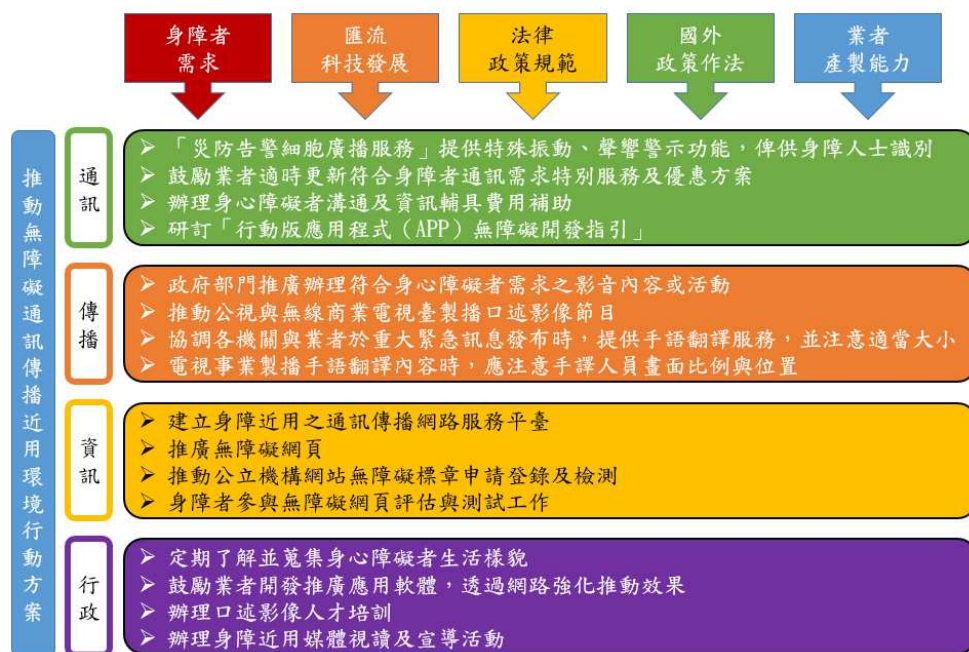 身障者
需求
匯流
科技發展
法律
政策規範
國外
政策作法
業者
產製能力
推動無障礙通訊傳播近用環境行動方案
通訊
➢ 「災防告警細胞廣播服務」提供特殊振動、聲響警示功能，俾供身障人士識別
➢ 鼓勵業者適時更新符合身障者通訊需求特別服務及優惠方案
➢ 辦理身心障礙者溝通及資訊輔具費用補助
➢ 研訂「行動版應用程式（APP）無障礙開發指引」
傳播
➢ 政府部門推廣辦理符合身心障礙者需求之影音內容或活動
➢ 推動公視與無線商業電視臺製播口述影像節目
➢ 協調各機關與業者於重大緊急訊息發布時，提供手語翻譯服務，並注意適當大小
➢ 電視事業製播手語翻譯內容時，應注意手譯人員畫面比例與位置
資訊
➢ 建立身障近用之通訊傳播網路服務平臺
➢ 推廣無障礙網頁
➢ 推動公立機構網站無障礙標章申請登錄及檢測
➢ 身障者參與無障礙網頁評估與測試工作
行政
➢ 定期了解並蒐集身心障礙者生活樣貌
➢ 鼓勵業者開發推廣應用軟體，透過網路強化推動效果
➢ 辦理口述影像人才培訓
➢ 辦理身障近用媒體視讀及宣導活動